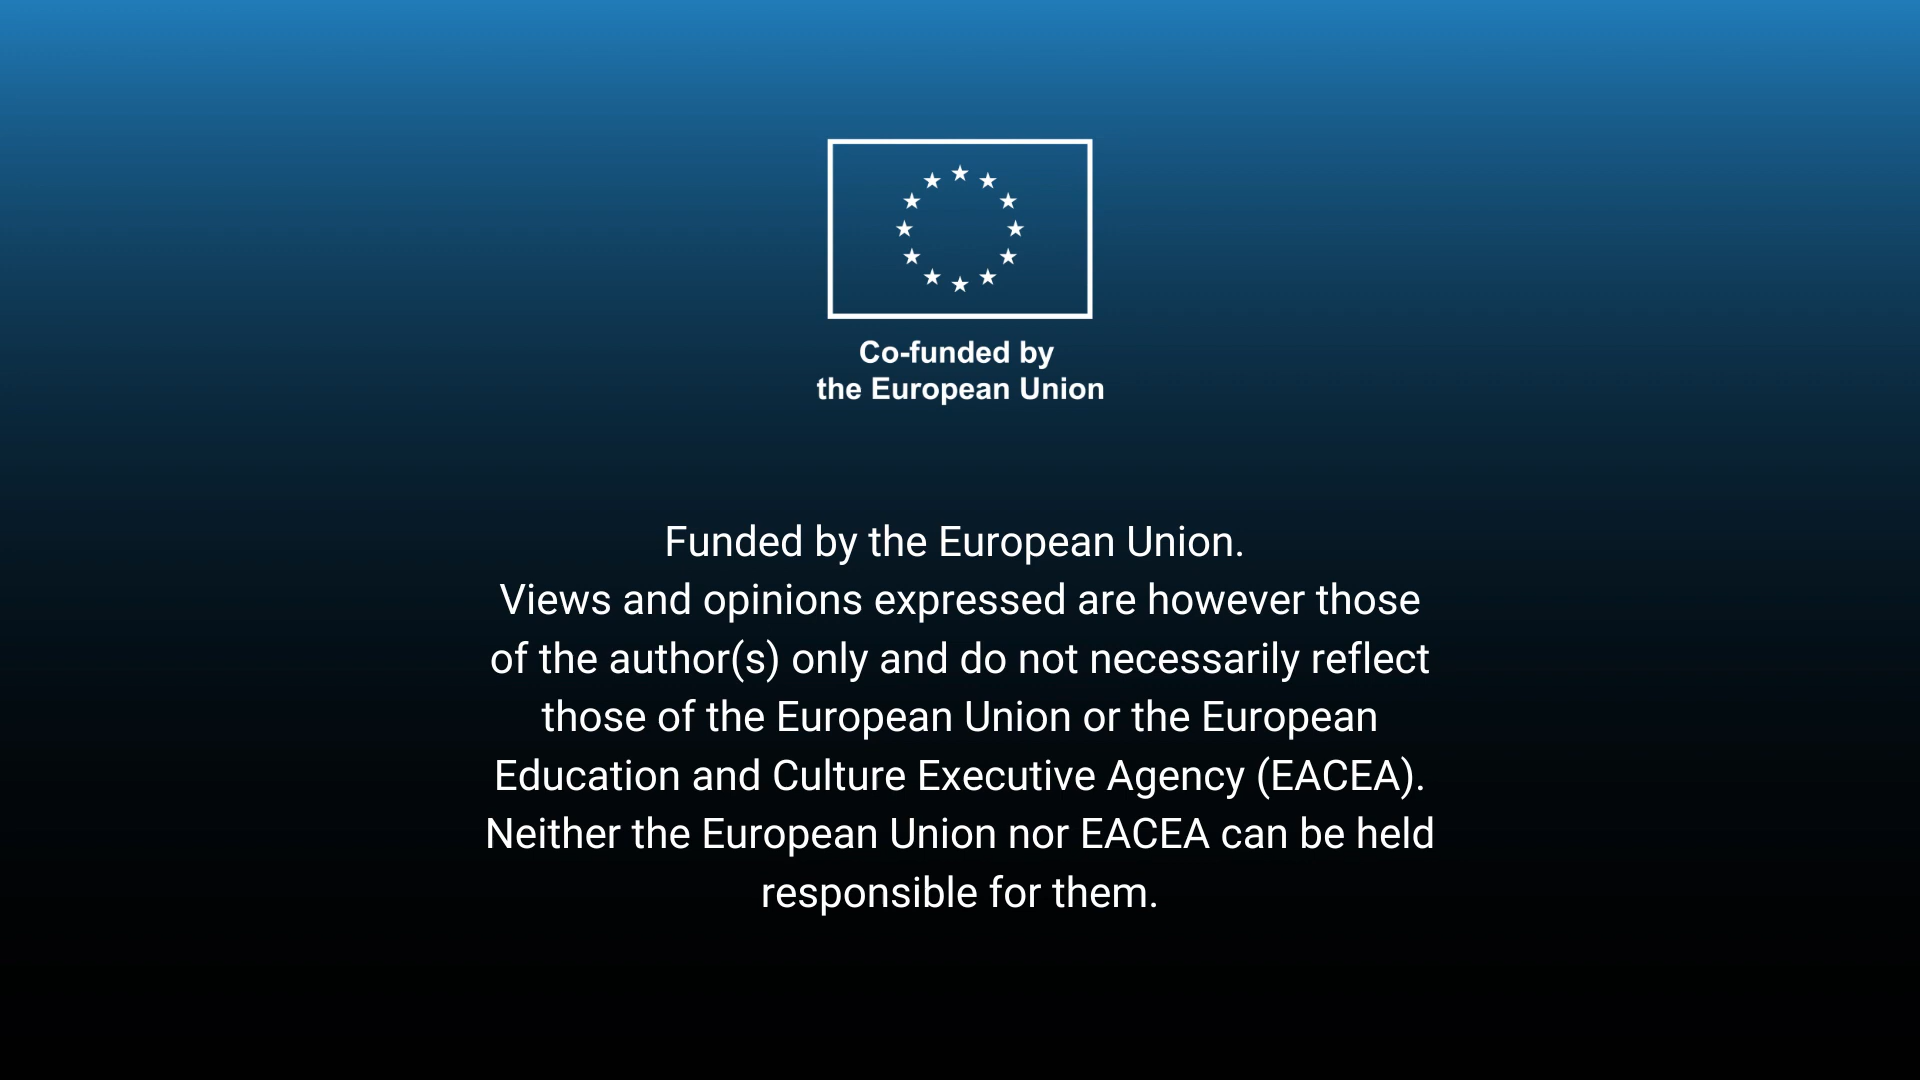 Co-funded by
the European Union
Funded by the European Union.
Views and opinions expressed are however those
of the author(s) only and do not necessarily reflect
those of the European Union or the European
Education and Culture Executive Agency (EACEA).
Neither the European Union nor EACEA can be held
responsible for them.